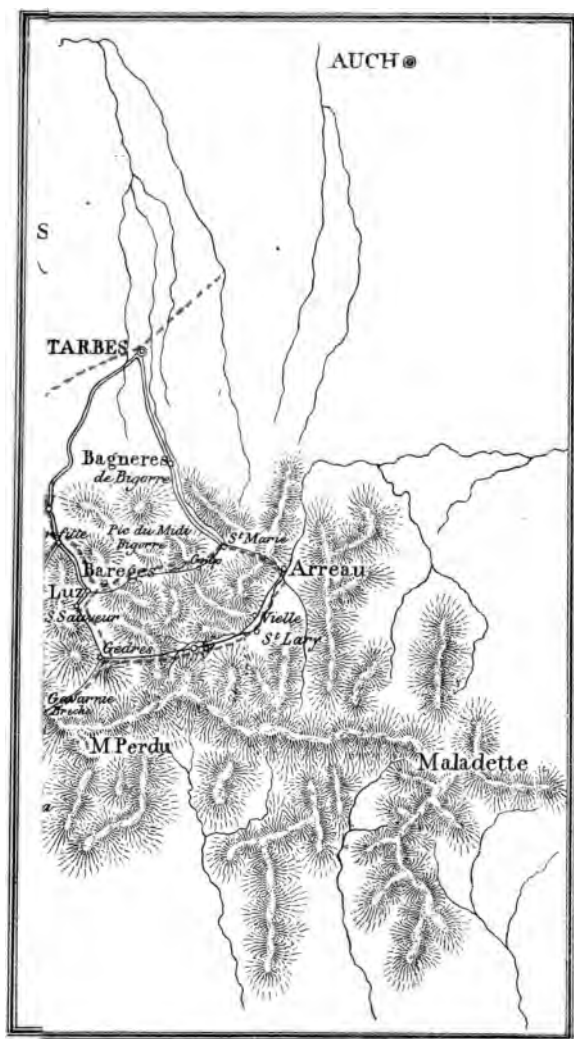 AUCH
S
TARBES
Bagneres
de Bigorre
Pic du Midi
Bigorre
St Marie
Bareges
Arreau
Luz
S Sauveur
Vielle
St Lary
Gedres
Gavarnie
Breche
M Perdu
Maladette
a